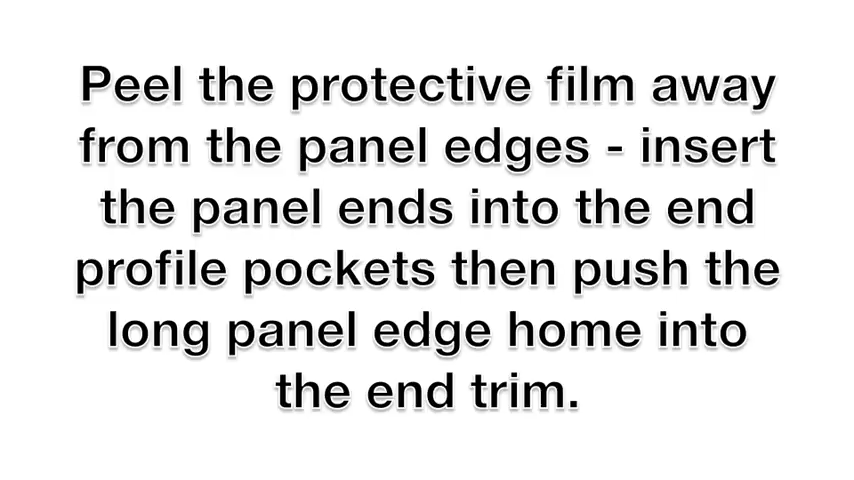 Peel the protective film away
from the panel edges - insert
the panel ends into the end
profile pockets then push the
long panel edge home into
the end trim.